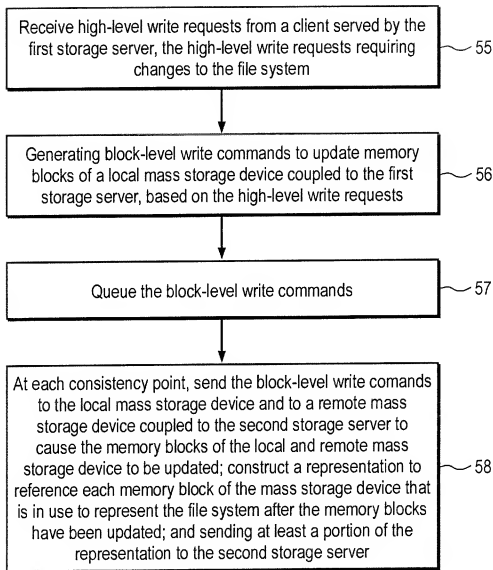 Receive high-level write requests from a client served by the
first storage server, the high-level write requests requiring
changes to the file system
55
Generating block-level write commands to update memory
blocks of a local mass storage device coupled to the first
storage server, based on the high-level write requests
56
Queue the block-level write commands
57
At each consistency point, send the block-level write comands
to the local mass storage device and to a remote mass
storage device coupled to the second storage server to
cause the memory blocks of the local and remote mass
storage device to be updated; construct a representation to
reference each memory block of the mass storage device that
is in use to represent the file system after the memory blocks
have been updated; and sending at least a portion of the
representation to the second storage server
58